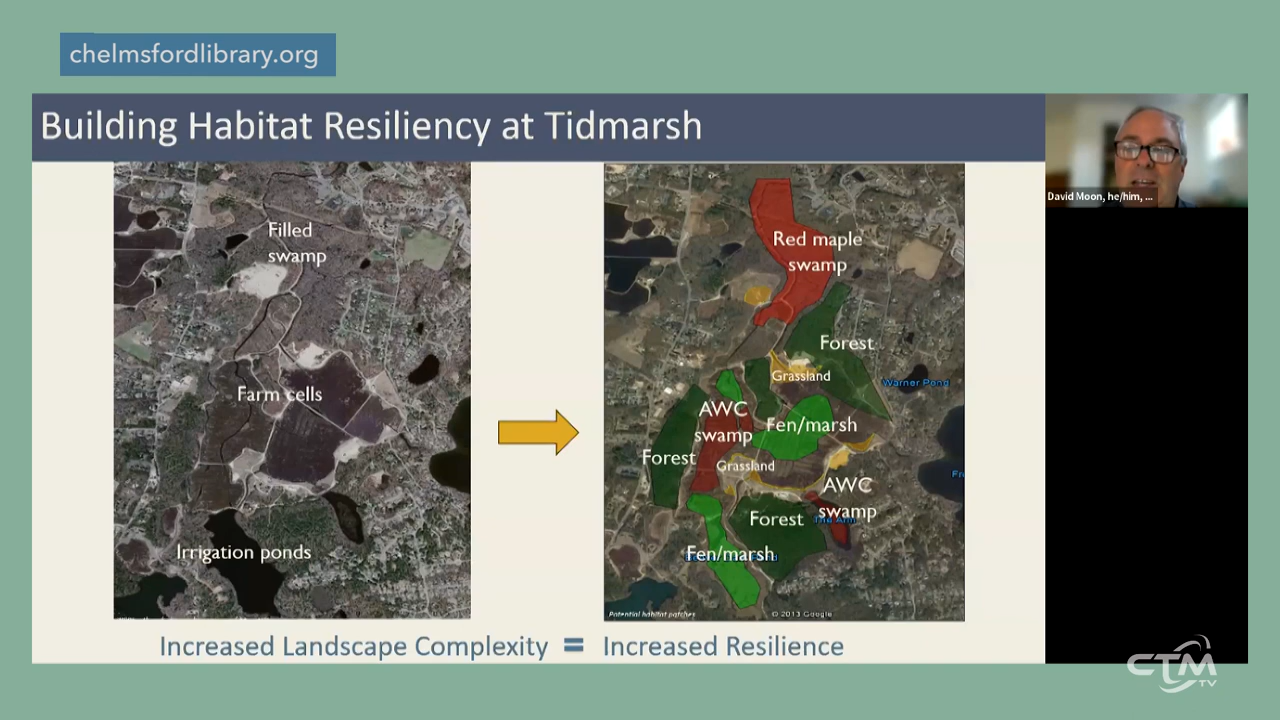 chelmsfordlibrary.org
Building Habitat Resiliency at Tidmarsh
David Moon, he/him, ...
Filled
swamp
Farm cells
Irrigation ponds
Red maple
swamp
Forest
Warner Pond
Grassland
AWC
swamp
Fen/marsh
Forest
Grassland
AWC
swamp
Forest
The Arm
Fen/marsh
Potential habitat patches
© 2013 Google
Increased Landscape Complexity = Increased Resilience
CTM
TV